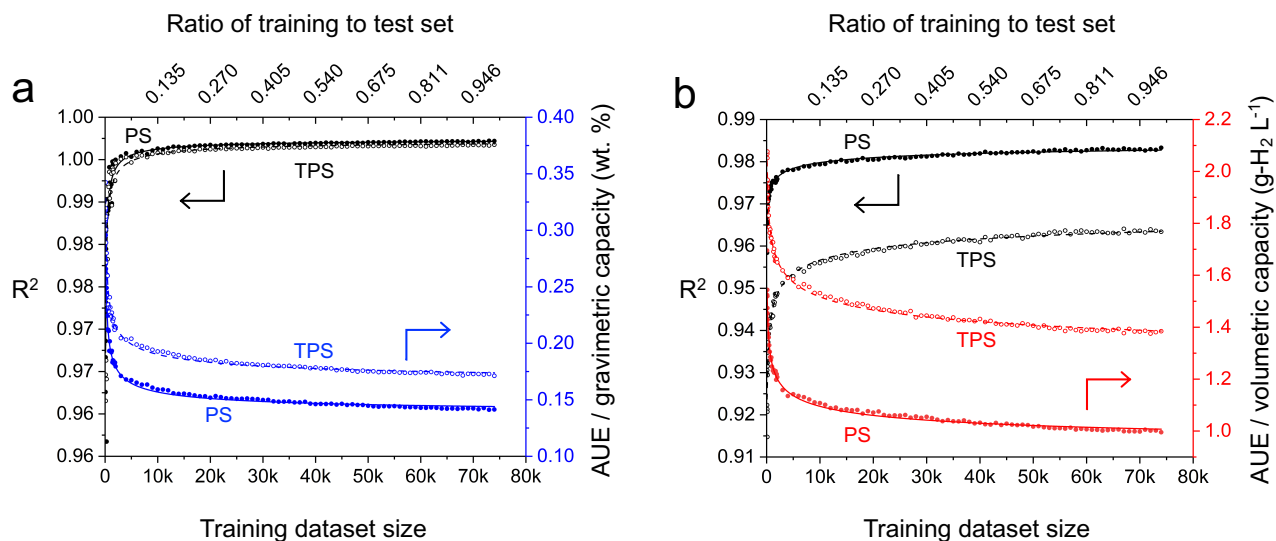 Ratio of training to test set
0.135 0.270 0.405 0.540 0.675 0.811 0.946
a
R²
1.00
1.00
0.99
0.98
0.98
0.97
0.97
0.96
0.96
PS
TPS
TPS
PS
0.40
0.35
0.30
0.25
0.20
0.15
0.10
AUE / gravimetric capacity (wt. %)
0 10k 20k 30k 40k 50k 60k 70k 80k
Training dataset size
Ratio of training to test set
0.135 0.270 0.405 0.540 0.675 0.811 0.946
b
R²
0.99
0.98
0.97
0.96
0.95
0.94
0.93
0.92
0.91
PS
TPS
TPS
PS
2.2
2.0
1.8
1.6
1.4
1.2
1.0
AUE / volumetric capacity (g-H₂ L⁻¹)
0 10k 20k 30k 40k 50k 60k 70k 80k
Training dataset size